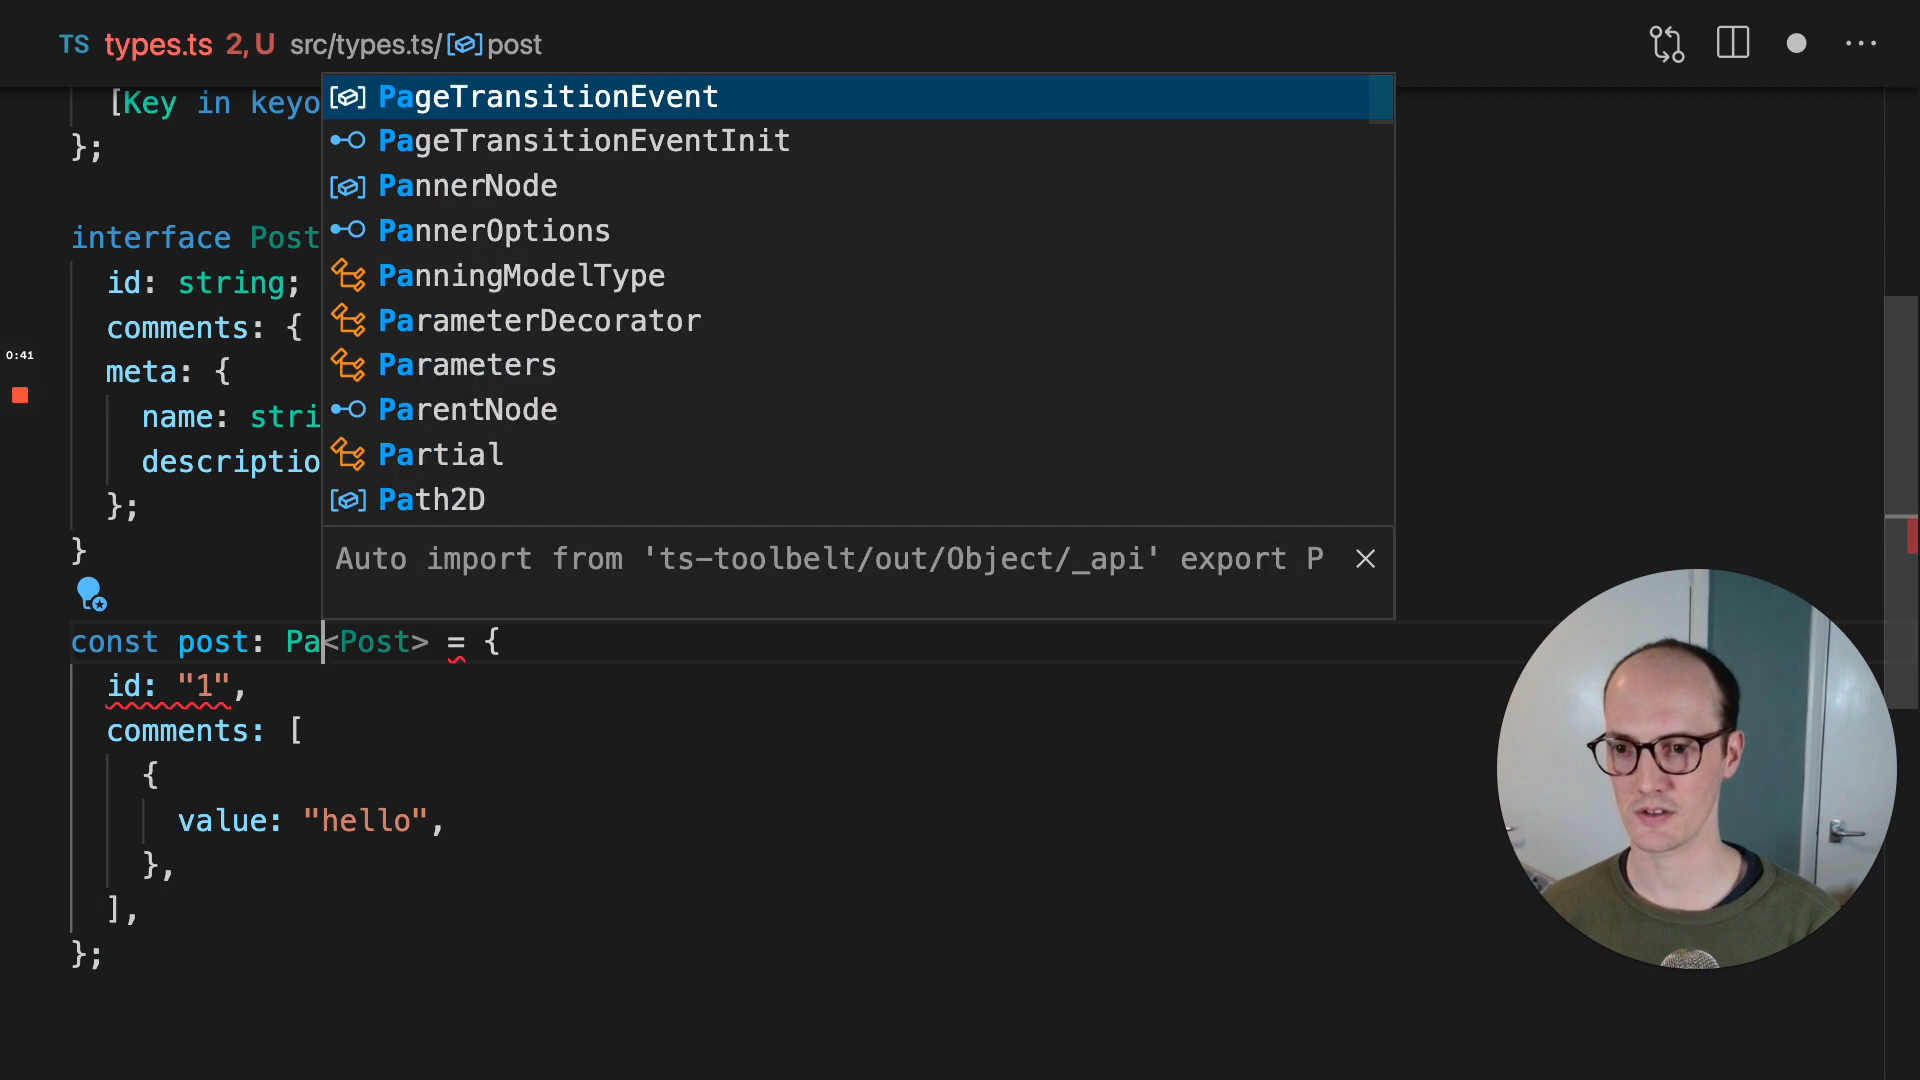 TS types.ts 2, U src/types.ts/ post
[Key in keyo
};
interface Post
id: string;
comments: {
meta: {
name: stri
descriptio
};
}
PageTransitionEvent
PageTransitionEventInit
PannerNode
PannerOptions
PanningModelType
ParameterDecorator
Parameters
ParentNode
Partial
Path2D
Auto import from 'ts-toolbelt/out/Object/_api' export P
0:41
const post: Pa<Post> = {
id: "1",
comments: [
{
value: "hello",
},
],
};